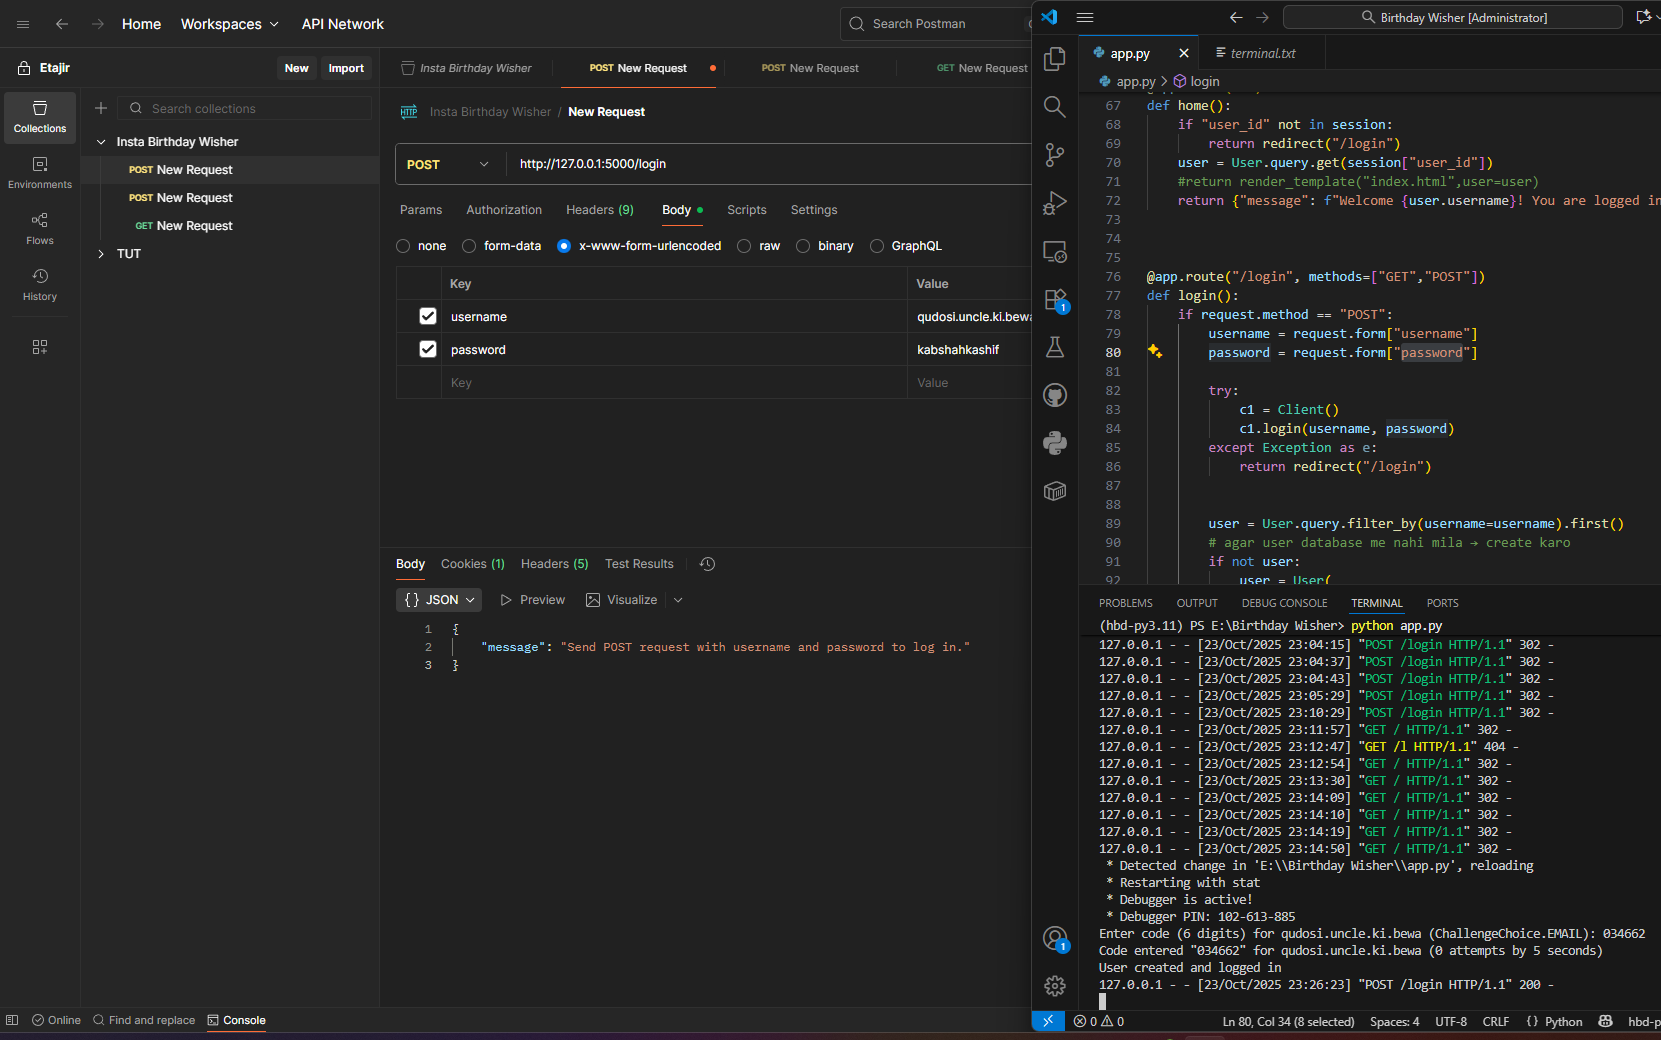 Home Workspaces API Network
Search Postman
Etajir New Import
Insta Birthday Wisher POST New Request POST New Request GET New Request
Collections
Environments
Flows
History
Search collections
Insta Birthday Wisher
POST New Request
POST New Request
GET New Request
TUT
Insta Birthday Wisher / New Request
POST http://127.0.0.1:5000/login
Params Authorization Headers (9) Body Scripts Settings
none form-data x-www-form-urlencoded raw binary GraphQL
Key Value
username qudosi.uncle.ki.bewa
password kabshahkashif
Key Value
Body Cookies (1) Headers (5) Test Results
{} JSON Preview Visualize
1 {
2 "message": "Send POST request with username and password to log in."
3 }
Online Find and replace Console
Birthday Wisher [Administrator]
app.py terminal.txt
app.py > login
67 def home():
68 if "user_id" not in session:
69 return redirect("/login")
70 user = User.query.get(session["user_id"])
71 #return render_template("index.html",user=user)
72 return {"message": f"Welcome {user.username}! You are logged in
73
74
75
76 @app.route("/login", methods=["GET","POST"])
77 def login():
78 if request.method == "POST":
79 username = request.form["username"]
80 password = request.form["password"]
81
82 try:
83 c1 = Client()
84 c1.login(username, password)
85 except Exception as e:
86 return redirect("/login")
87
88
89 user = User.query.filter_by(username=username).first()
90 # agar user database me nahi mila → create karo
91 if not user:
92 user = User(
1
1
PROBLEMS OUTPUT DEBUG CONSOLE TERMINAL PORTS
(hbd-py3.11) PS E:\Birthday Wisher> python app.py
127.0.0.1 - - [23/Oct/2025 23:04:15] "POST /login HTTP/1.1" 302 -
127.0.0.1 - - [23/Oct/2025 23:04:37] "POST /login HTTP/1.1" 302 -
127.0.0.1 - - [23/Oct/2025 23:04:43] "POST /login HTTP/1.1" 302 -
127.0.0.1 - - [23/Oct/2025 23:05:29] "POST /login HTTP/1.1" 302 -
127.0.0.1 - - [23/Oct/2025 23:10:29] "POST /login HTTP/1.1" 302 -
127.0.0.1 - - [23/Oct/2025 23:11:57] "GET / HTTP/1.1" 302 -
127.0.0.1 - - [23/Oct/2025 23:12:47] "GET /l HTTP/1.1" 404 -
127.0.0.1 - - [23/Oct/2025 23:12:54] "GET / HTTP/1.1" 302 -
127.0.0.1 - - [23/Oct/2025 23:13:30] "GET / HTTP/1.1" 302 -
127.0.0.1 - - [23/Oct/2025 23:14:09] "GET / HTTP/1.1" 302 -
127.0.0.1 - - [23/Oct/2025 23:14:10] "GET / HTTP/1.1" 302 -
127.0.0.1 - - [23/Oct/2025 23:14:19] "GET / HTTP/1.1" 302 -
127.0.0.1 - - [23/Oct/2025 23:14:50] "GET / HTTP/1.1" 302 -
* Detected change in 'E:\\Birthday Wisher\\app.py', reloading
* Restarting with stat
* Debugger is active!
* Debugger PIN: 102-613-885
Enter code (6 digits) for qudosi.uncle.ki.bewa (ChallengeChoice.EMAIL): 034662
Code entered "034662" for qudosi.uncle.ki.bewa (0 attempts by 5 seconds)
User created and logged in
127.0.0.1 - - [23/Oct/2025 23:26:23] "POST /login HTTP/1.1" 200 -
0 0 Ln 80, Col 34 (8 selected) Spaces: 4 UTF-8 CRLF {} Python hbd-p